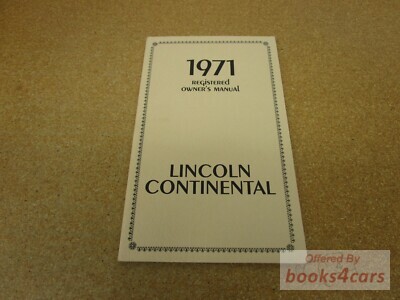 1971
REGISTERED
OWNER'S MANUAL
LINCOLN
CONTINENTAL
Offered By
books4cars